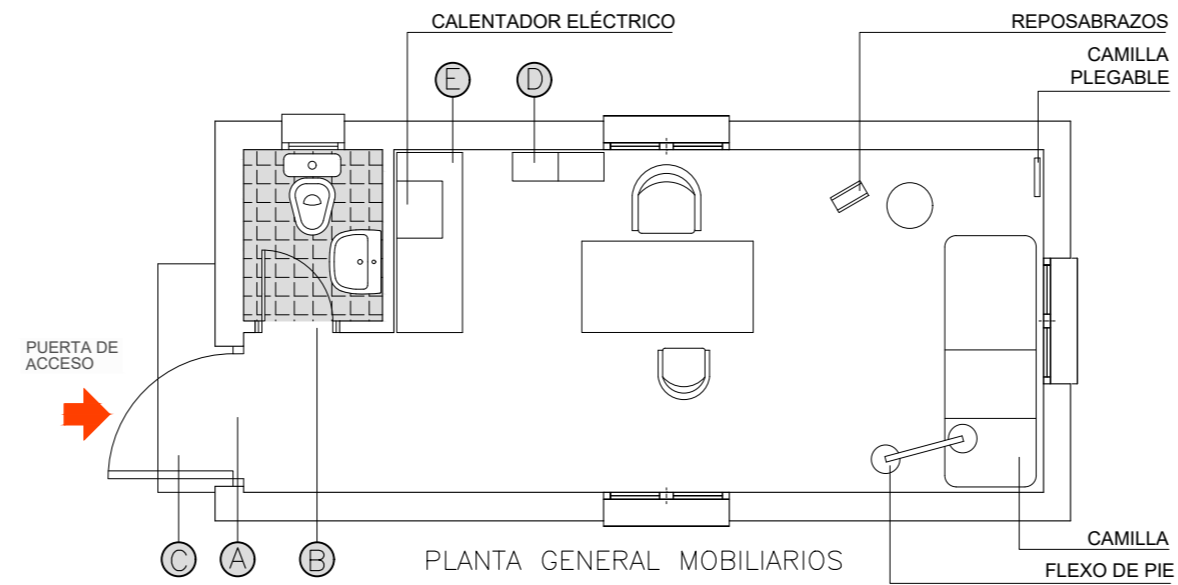 CALENTADOR ELÉCTRICO
REPOSABRAZOS
CAMILLA
PLEGABLE
E
D
PUERTA DE
ACCESO
C
A
B
PLANTA GENERAL MOBILIARIOS
CAMILLA
FLEXO DE PIE